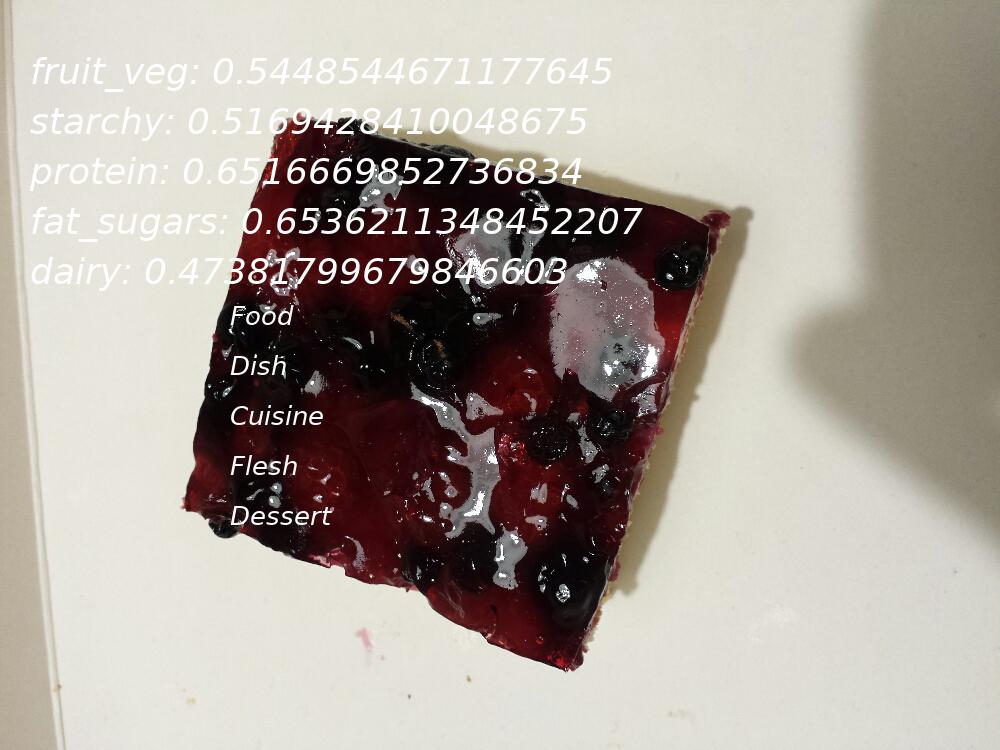 fruit_veg: 0.5448544671177645
starchy: 0.5169428410048675
protein: 0.6516669852736834
fat_sugars: 0.6536211348452207
dairy: 0.47381799679846603
Food
Dish
Cuisine
Flesh
Dessert